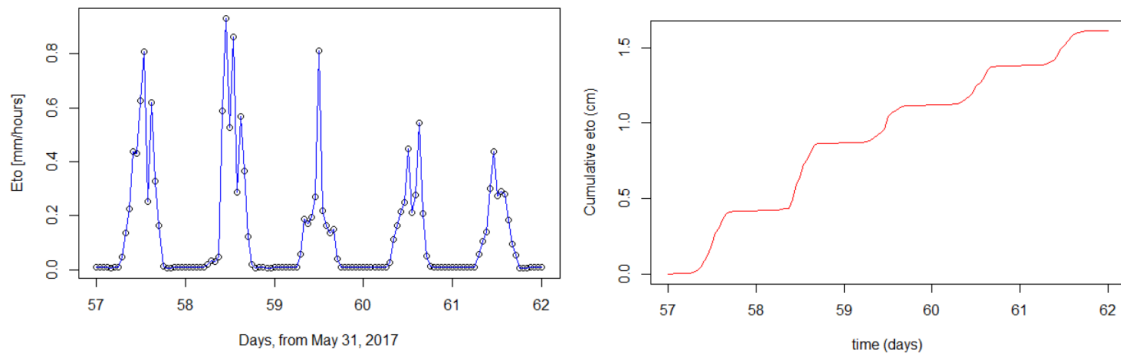 Eto [mm/hours]
0.8
0.6
0.4
0.2
0.0
57 58 59 60 61 62
Days, from May 31, 2017
Cumulative eto (cm)
1.5
1.0
0.5
0.0
57 58 59 60 61 62
time (days)